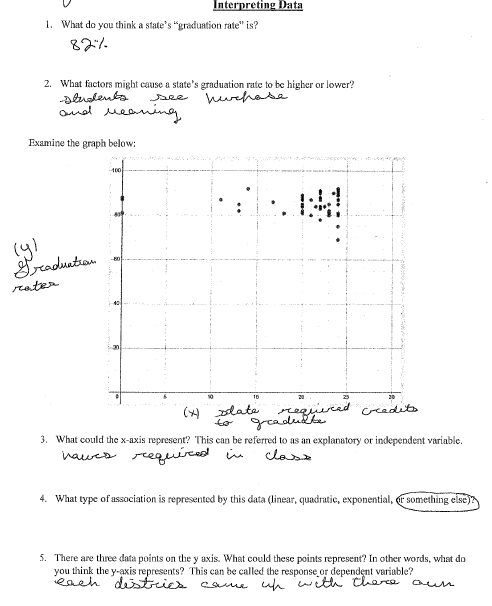 Interpreting Data
1. What do you think a state's "graduation rate" is?
82%
2. What factors might cause a state's graduation rate to be higher or lower?
students see
and meaning
Examine the graph below:
100
80
60
40
20
0 5 10 15 20 25
(y)
Graduation
rates
(x) state required credits
to graduate
3. What could the x-axis represent? This can be referred to as an explanatory or independent variable.
required in class
4. What type of association is represented by this data (linear, quadratic, exponential, or something else)?
5. There are three data points on the y axis. What could these points represent? In other words, what do
you think the y-axis represents? This can be called the response or dependent variable?
each came up with there own